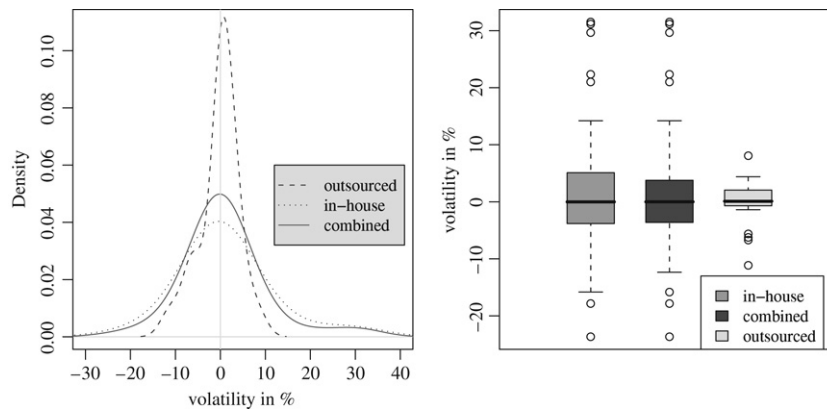 Density
0.00
0.02
0.04
0.06
0.08
0.10
outsourced
in−house
combined
−30
−20
−10
0
10
20
30
40
volatility in %
volatility in %
30
20
10
0
−10
−20
in−house
combined
outsourced